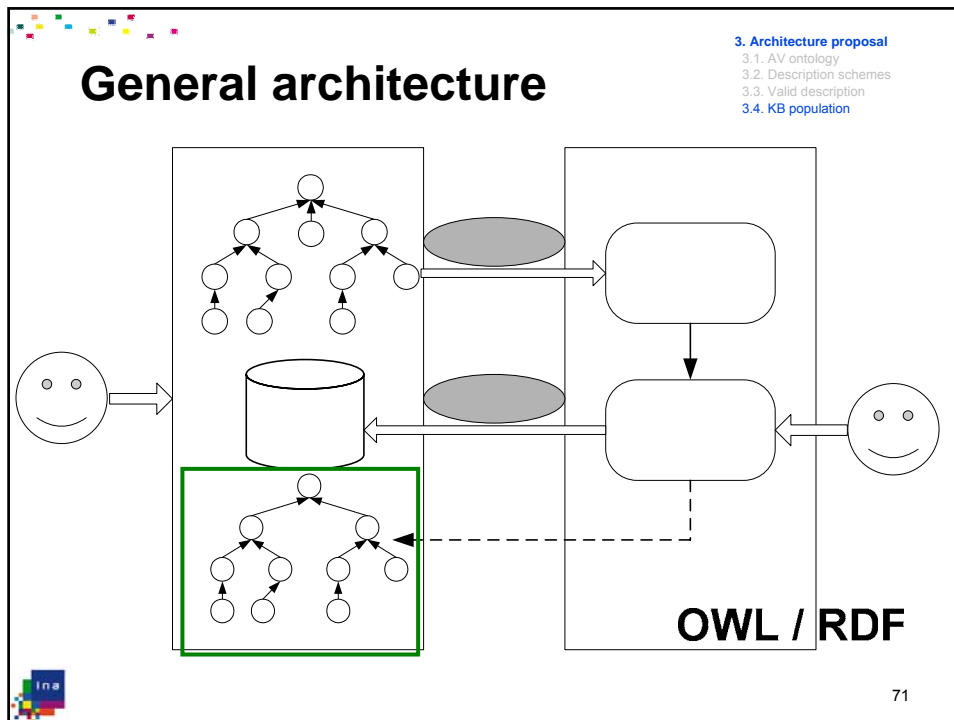 3. Architecture proposal
3.1. AV ontology
3.2. Description schemes
3.3. Valid description
3.4. KB population
General architecture
OWL / RDF
Ina
71